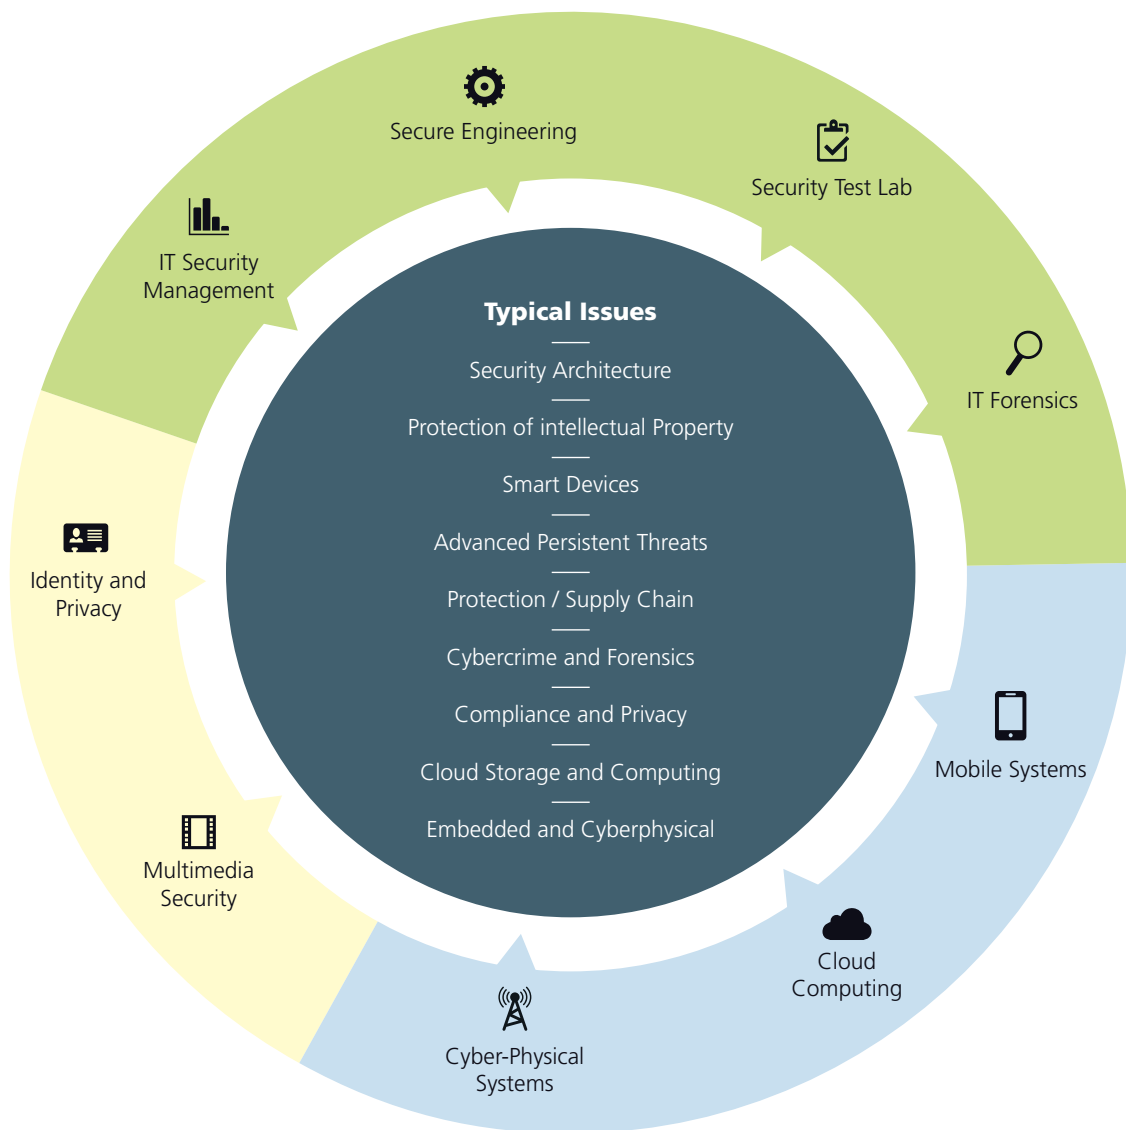 Secure Engineering
Security Test Lab
IT Security
Management
IT Forensics
Typical Issues
Security Architecture
Protection of intellectual Property
Smart Devices
Advanced Persistent Threats
Protection / Supply Chain
Cybercrime and Forensics
Compliance and Privacy
Cloud Storage and Computing
Embedded and Cyberphysical
Identity and
Privacy
Mobile Systems
Multimedia
Security
Cloud
Computing
Cyber-Physical
Systems